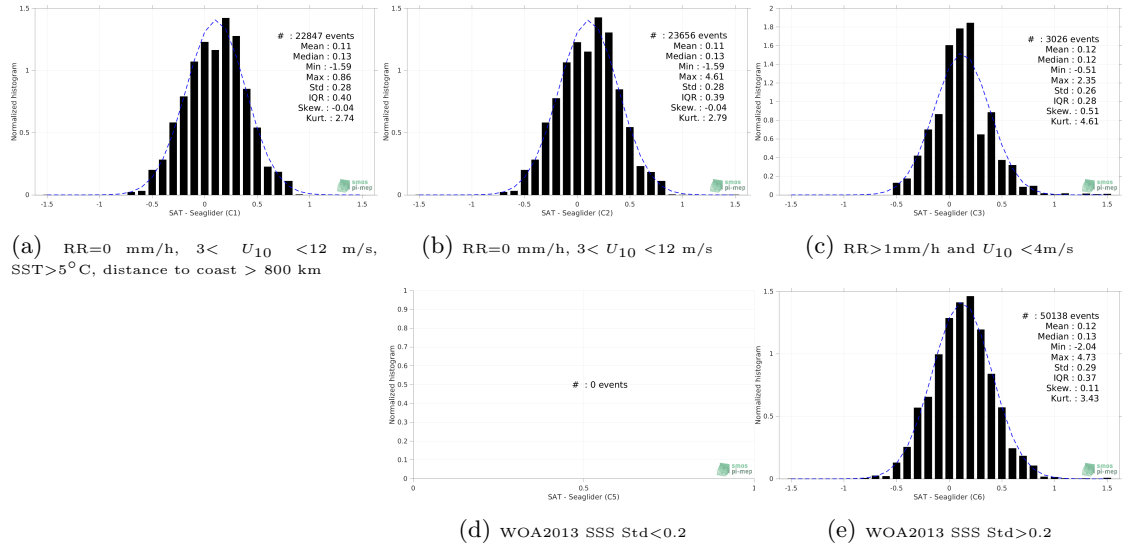 # : 22847 events
Mean : 0.11
Median : 0.13
Min : -1.59
Max : 0.86
Std : 0.28
IQR : 0.40
Skew. : -0.04
Kurt. : 2.74
Normalized histogram
1.5
1
0.5
0
-1.5 -1 -0.5 0 0.5 1 1.5
SAT - Seaglider (C1)
smos
pi-mep
(a) RR=0 mm/h, 3< U10 <12 m/s,
SST>5°C, distance to coast > 800 km
# : 23656 events
Mean : 0.11
Median : 0.13
Min : -1.59
Max : 4.61
Std : 0.28
IQR : 0.39
Skew. : -0.04
Kurt. : 2.79
Normalized histogram
1.5
1
0.5
0
-1.5 -1 -0.5 0 0.5 1 1.5
SAT - Seaglider (C2)
smos
pi-mep
(b) RR=0 mm/h, 3< U10 <12 m/s
# : 3026 events
Mean : 0.12
Median : 0.12
Min : -0.51
Max : 2.35
Std : 0.26
IQR : 0.28
Skew. : 0.51
Kurt. : 4.61
Normalized histogram
2
1.8
1.6
1.4
1.2
1
0.8
0.6
0.4
0.2
0
-1.5 -1 -0.5 0 0.5 1 1.5
SAT - Seaglider (C3)
smos
pi-mep
(c) RR>1mm/h and U10 <4m/s
# : 0 events
Normalized histogram
1
0.9
0.8
0.7
0.6
0.5
0.4
0.3
0.2
0.1
0
0 0.5 1
SAT - Seaglider (C5)
smos
pi-mep
(d) WOA2013 SSS Std<0.2
# : 50138 events
Mean : 0.12
Median : 0.13
Min : -2.04
Max : 4.73
Std : 0.29
IQR : 0.37
Skew. : 0.11
Kurt. : 3.43
Normalized histogram
1.5
1
0.5
0
-1.5 -1 -0.5 0 0.5 1 1.5
SAT - Seaglider (C6)
smos
pi-mep
(e) WOA2013 SSS Std>0.2